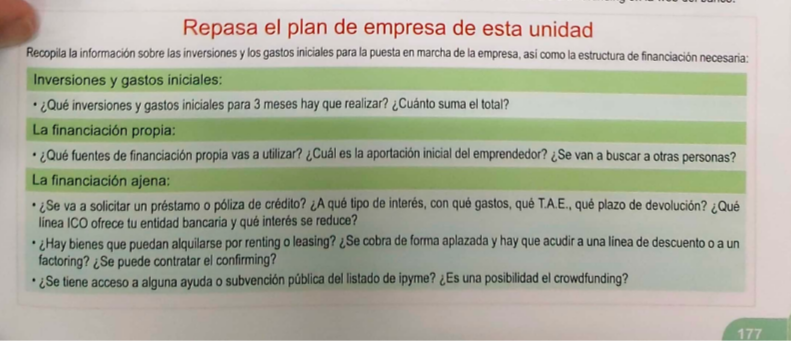 Repasa el plan de empresa de esta unidad
Recopila la información sobre las inversiones y los gastos iniciales para la puesta en marcha de la empresa, así como la estructura de financiación necesaria:
Inversiones y gastos iniciales:
• ¿Qué inversiones y gastos iniciales para 3 meses hay que realizar? ¿Cuánto suma el total?
La financiación propia:
• ¿Qué fuentes de financiación propia vas a utilizar? ¿Cuál es la aportación inicial del emprendedor? ¿Se van a buscar a otras personas?
La financiación ajena:
• ¿Se va a solicitar un préstamo o póliza de crédito? ¿A qué tipo de interés, con qué gastos, qué T.A.E., qué plazo de devolución? ¿Qué
línea ICO ofrece tu entidad bancaria y qué interés se reduce?
• ¿Hay bienes que puedan alquilarse por renting o leasing? ¿Se cobra de forma aplazada y hay que acudir a una línea de descuento o a un
factoring? ¿Se puede contratar el confirming?
• ¿Se tiene acceso a alguna ayuda o subvención pública del listado de ipyme? ¿Es una posibilidad el crowdfunding?
177